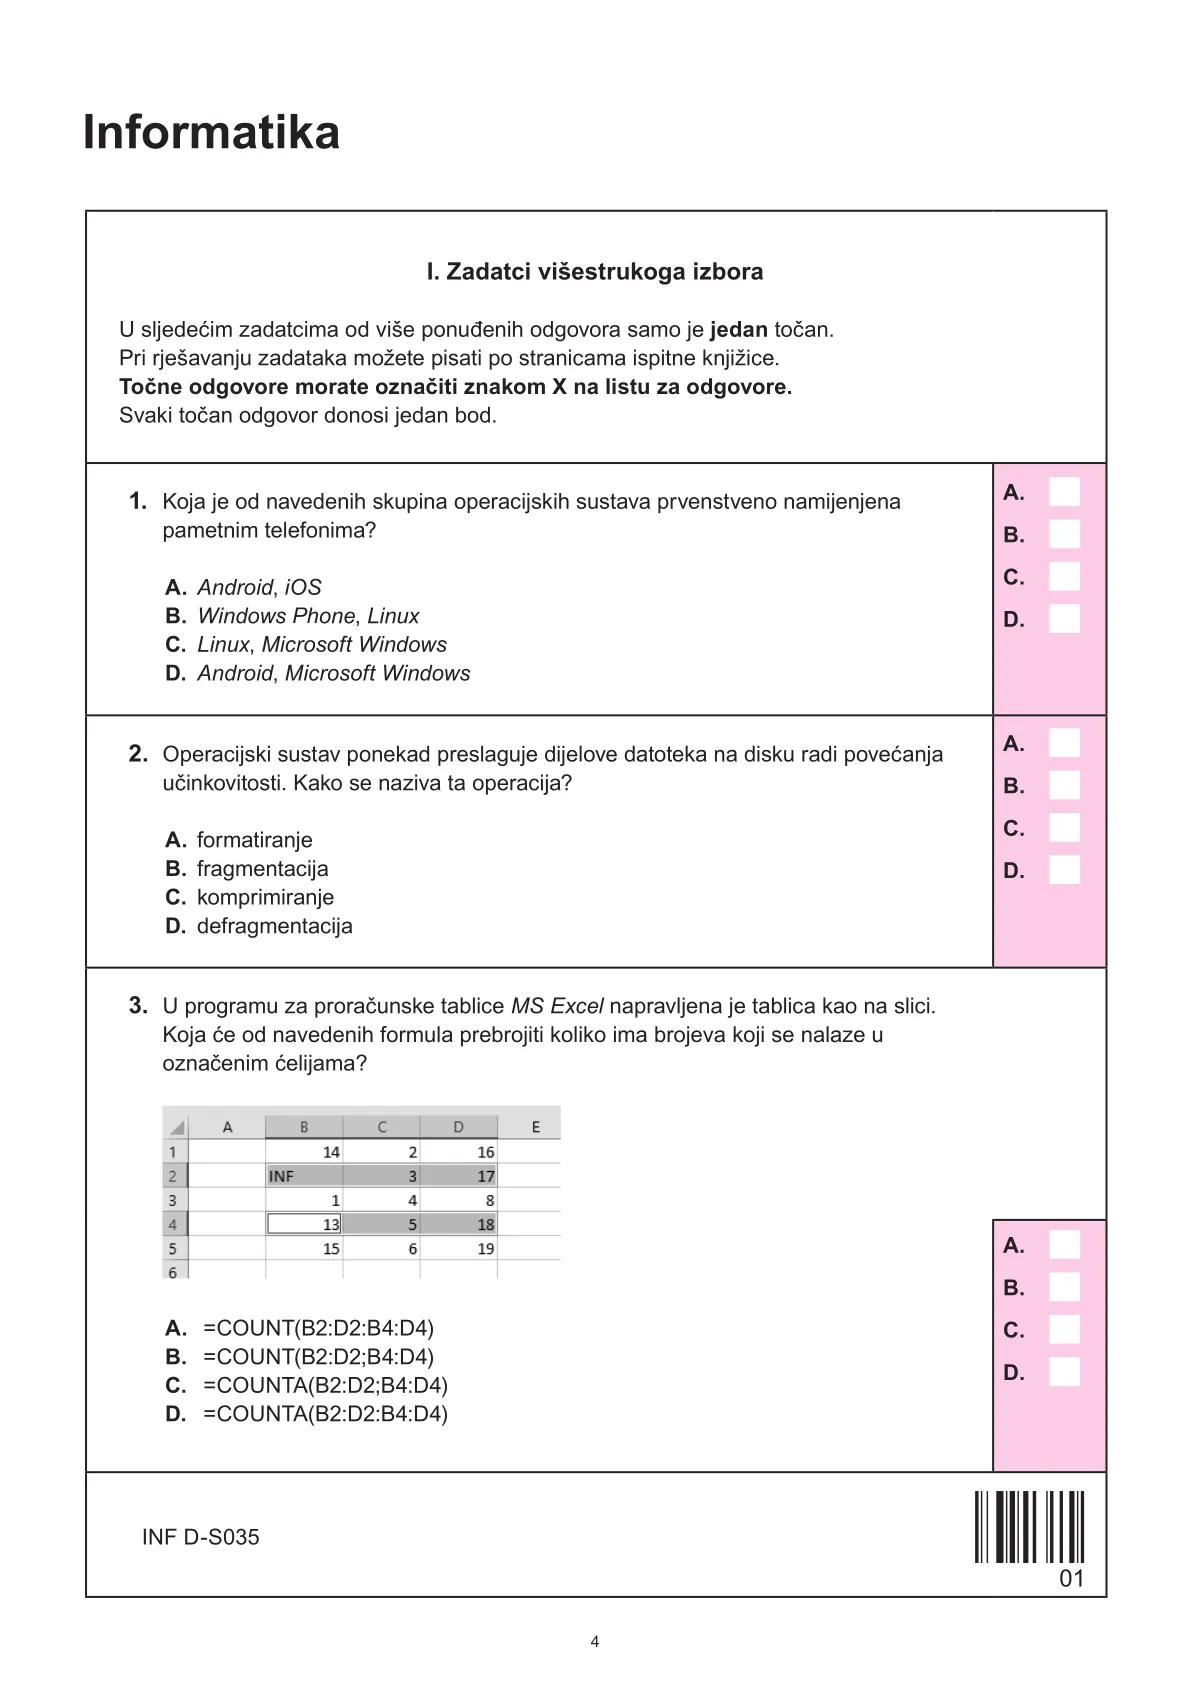 Informatika
I. Zadatci višestrukoga izbora
U sljedećim zadatcima od više ponuđenih odgovora samo je jedan točan.
Pri rješavanju zadataka možete pisati po stranicama ispitne knjižice.
Točne odgovore morate označiti znakom X na listu za odgovore.
Svaki točan odgovor donosi jedan bod.
1. Koja je od navedenih skupina operacijskih sustava prvenstveno namijenjena
pametnim telefonima?
A. Android, iOS
B. Windows Phone, Linux
C. Linux, Microsoft Windows
D. Android, Microsoft Windows
A.
B.
C.
D.
2. Operacijski sustav ponekad preslaguje dijelove datoteka na disku radi povećanja
učinkovitosti. Kako se naziva ta operacija?
A. formatiranje
B. fragmentacija
C. komprimiranje
D. defragmentacija
A.
B.
C.
D.
3. U programu za proračunske tablice MS Excel napravljena je tablica kao na slici.
Koja će od navedenih formula prebrojiti koliko ima brojeva koji se nalaze u
označenim ćelijama?
A B C D E
1 14 2 16
2 INF 3 17
3 1 4 8
4 13 5 18
5 15 6 19
6
A. =COUNT(B2:D2:B4:D4)
B. =COUNT(B2:D2;B4:D4)
C. =COUNTA(B2:D2;B4:D4)
D. =COUNTA(B2:D2:B4:D4)
A.
B.
C.
D.
INF D-S035
01
4